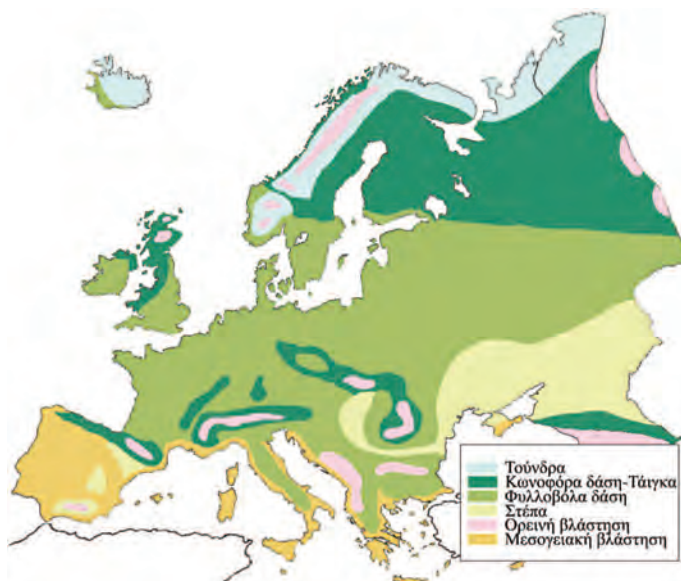 Τούνδρα
Κωνοφόρα δάση-Τάιγκα
Φυλλοβόλα δάση
Στέπα
Ορεινή βλάστηση
Μεσογειακή βλάστηση